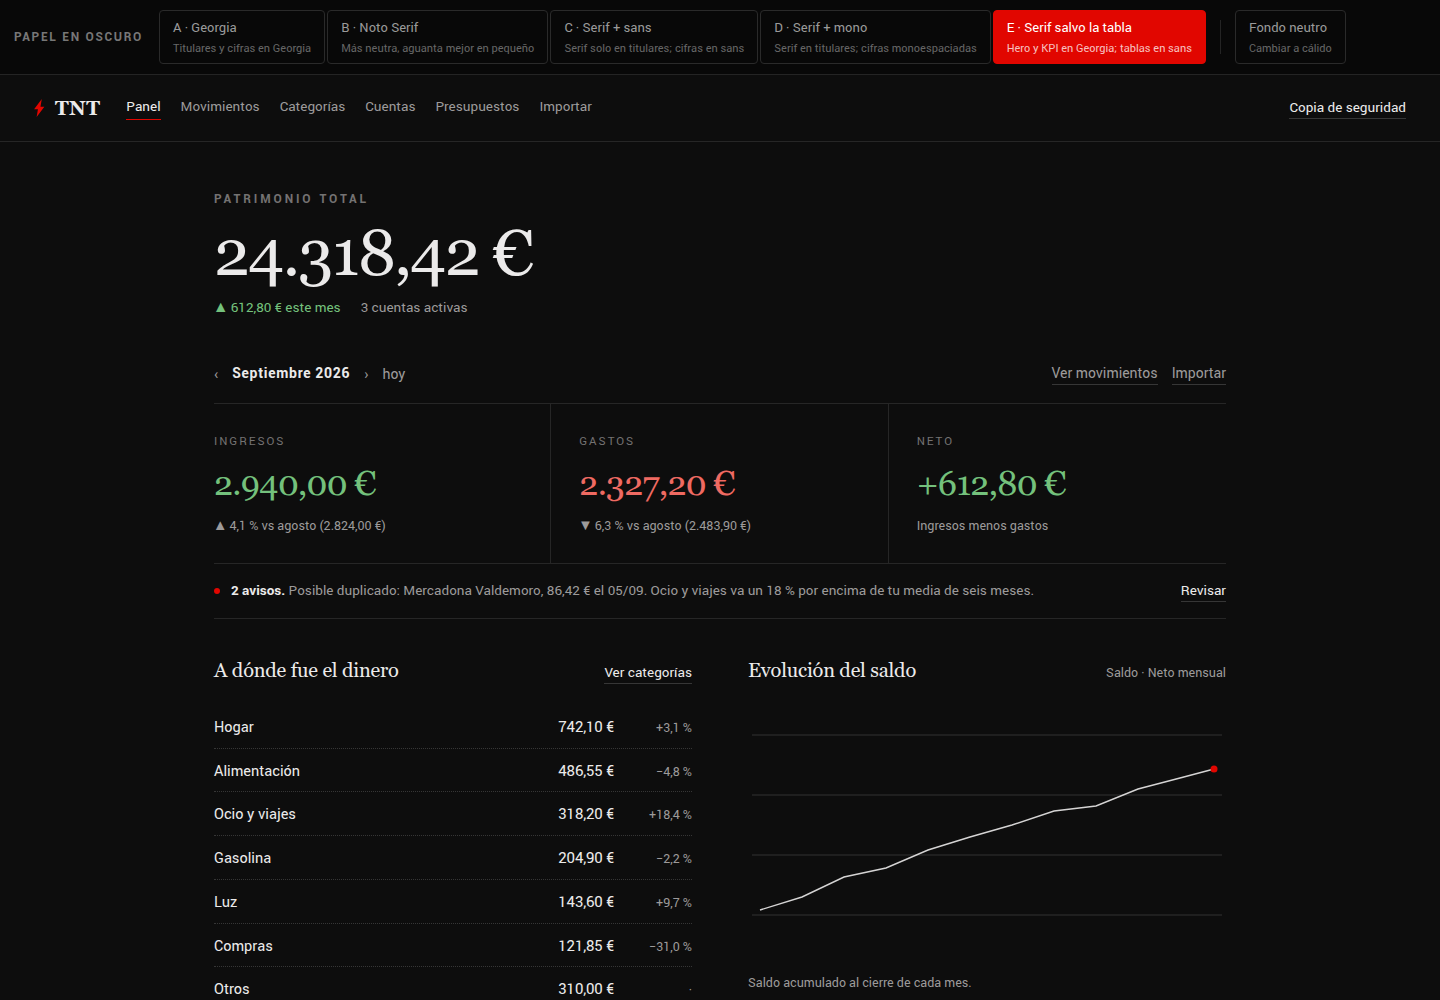 PAPEL EN OSCURO
A · Georgia
Titulares y cifras en Georgia
B · Noto Serif
Más neutra, aguanta mejor en pequeño
C · Serif + sans
Serif solo en titulares; cifras en sans
D · Serif + mono
Serif en titulares; cifras monoespaciadas
E · Serif salvo la tabla
Hero y KPI en Georgia; tablas en sans
Fondo neutro
Cambiar a cálido
TNT
Panel
Movimientos
Categorías
Cuentas
Presupuestos
Importar
Copia de seguridad
PATRIMONIO TOTAL
24.318,42 €
▲ 612,80 € este mes
3 cuentas activas
‹ Septiembre 2026 › hoy
Ver movimientos
Importar
INGRESOS
2.940,00 €
▲ 4,1 % vs agosto (2.824,00 €)
GASTOS
2.327,20 €
▼ 6,3 % vs agosto (2.483,90 €)
NETO
+612,80 €
Ingresos menos gastos
2 avisos. Posible duplicado: Mercadona Valdemoro, 86,42 € el 05/09. Ocio y viajes va un 18 % por encima de tu media de seis meses.
Revisar
A dónde fue el dinero
Ver categorías
Hogar 742,10 € +3,1 %
Alimentación 486,55 € −4,8 %
Ocio y viajes 318,20 € +18,4 %
Gasolina 204,90 € −2,2 %
Luz 143,60 € +9,7 %
Compras 121,85 € −31,0 %
Otros 310,00 € ·
Evolución del saldo
Saldo · Neto mensual
Saldo acumulado al cierre de cada mes.